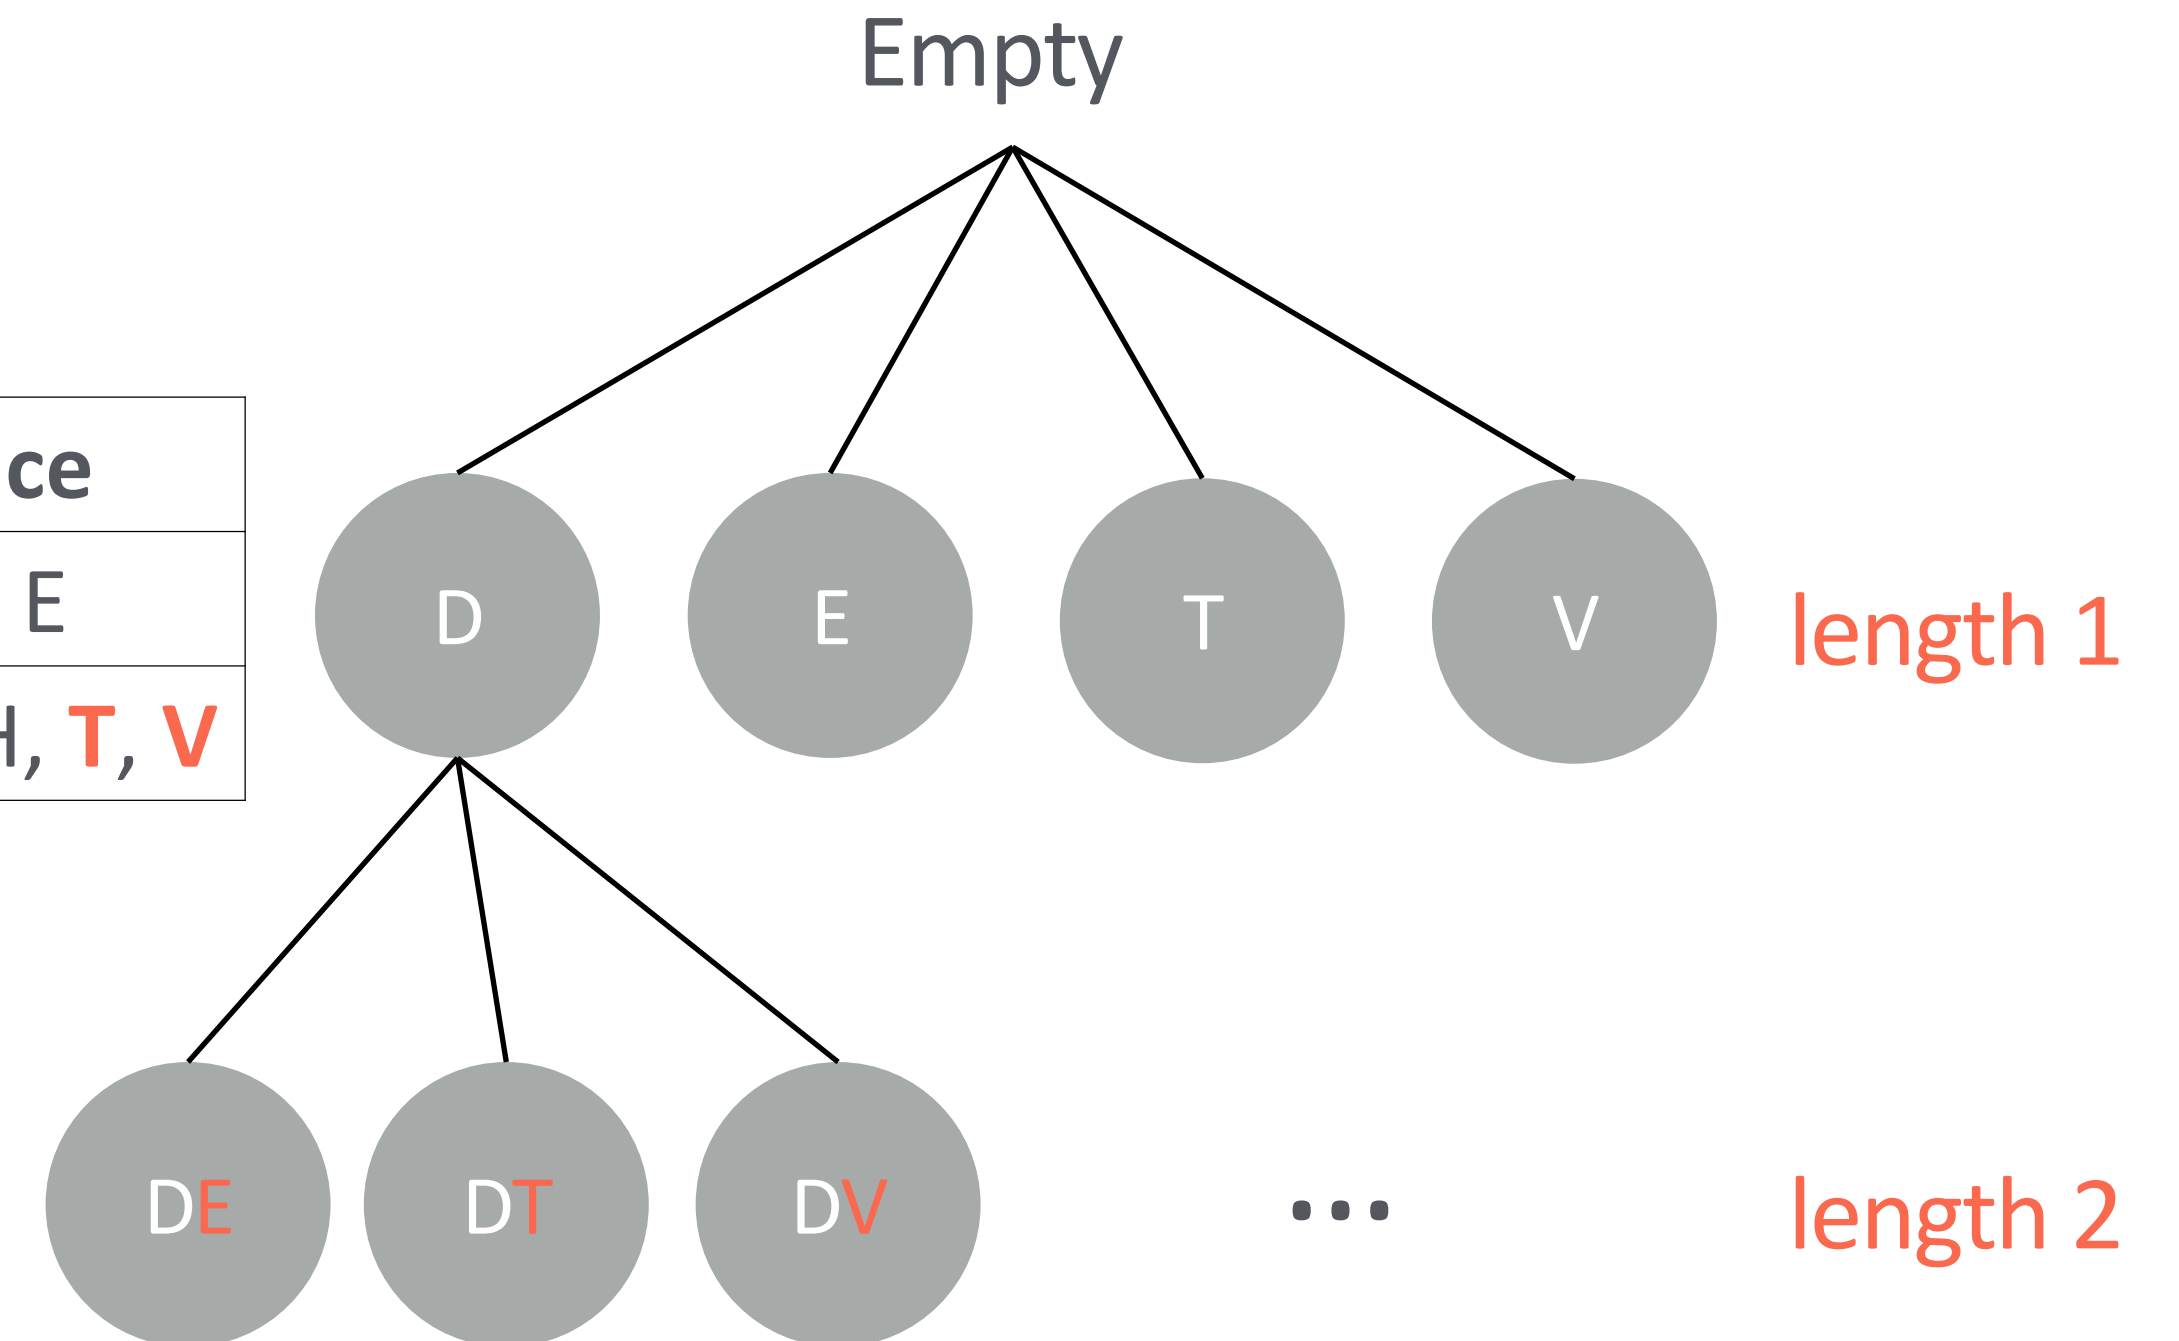 Empty
ce
E
H, T, V
D E T V length 1
DE DT DV ... length 2